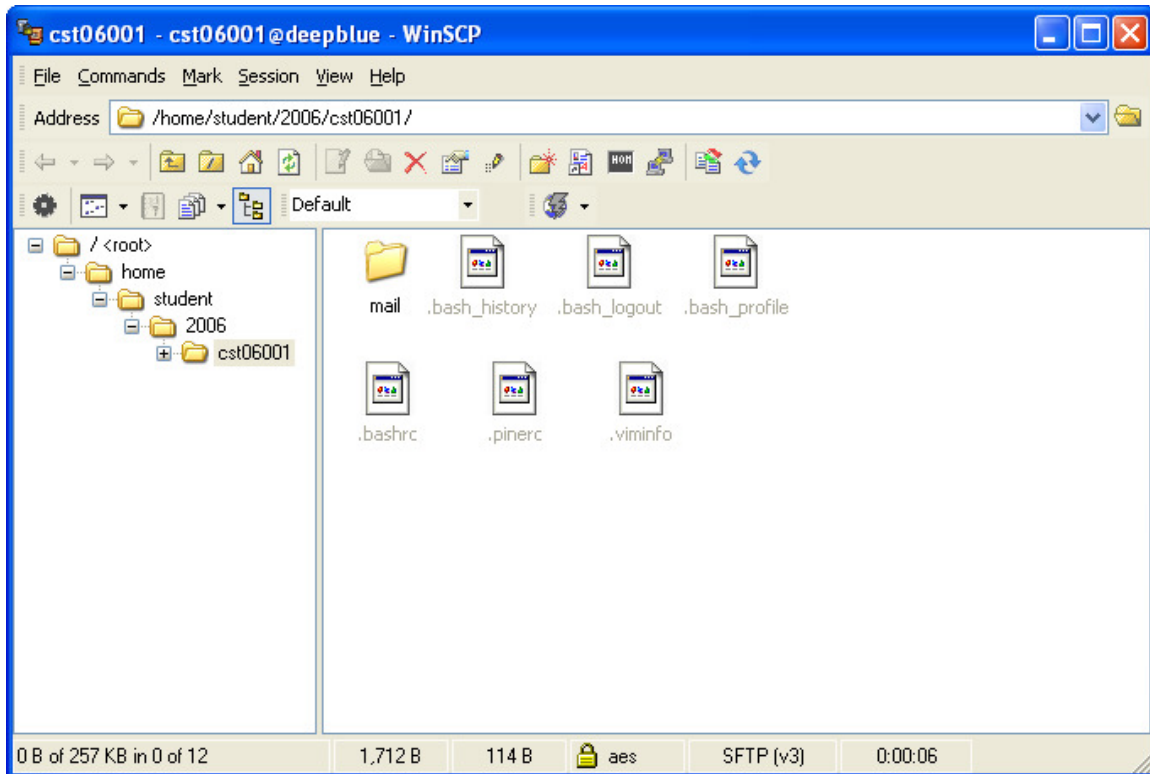 cst06001 - cst06001@deepblue - WinSCP
File Commands Mark Session View Help
Address /home/student/2006/cst06001/
Default
/ <root>
home
student
2006
cst06001
mail .bash_history .bash_logout .bash_profile
.bashrc .pinerc .viminfo
0 B of 257 KB in 0 of 12 1,712 B 114 B aes SFTP (v3) 0:00:06